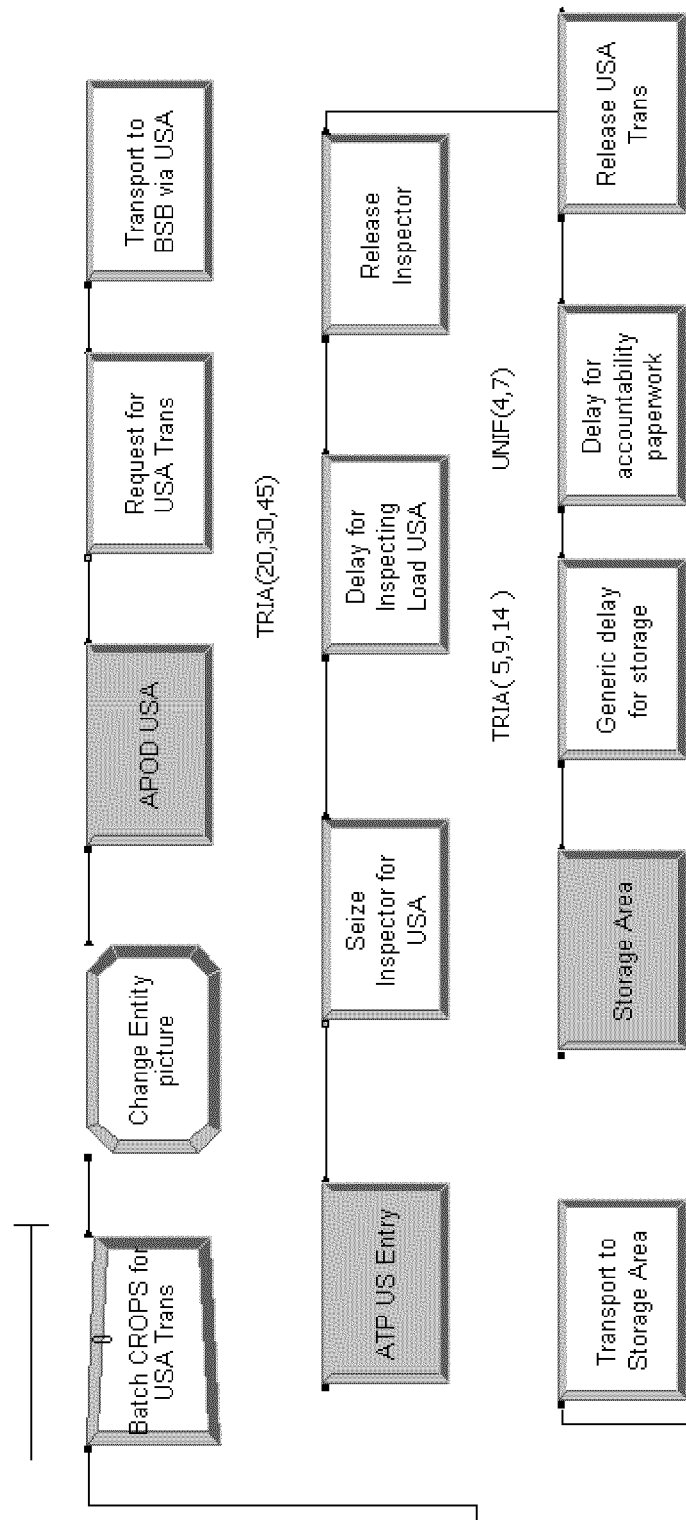 Batch CROPS for
USA Trans
Change Entity
picture
APOD USA
Request for
USA Trans
Transport to
BSB via USA
TRIA(20,30,45)
ATP US Entry
Seize
Inspector for
USA
Delay for
Inspecting
Load USA
Release
Inspector
TRIA( 5,9,14 )
UNIF(4,7)
Transport to
Storage Area
Storage Area
Generic delay
for storage
Delay for
accountability
paperwork
Release USA
Trans